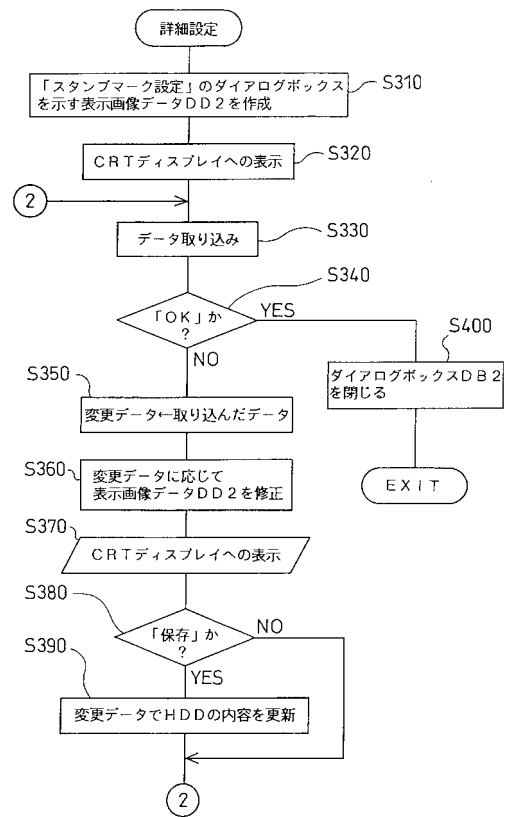 詳細設定
「スタンプマーク設定」のダイアログボックス
を示す表示画像データDD2を作成
S310
CRTディスプレイへの表示
S320
2
データ取り込み
S330
「OK」か
?
S340
YES
NO
S400
ダイアログボックスDB2
を閉じる
EXIT
S350
変更データ←取り込んだデータ
S360
変更データに応じて
表示画像データDD2を修正
S370
CRTディスプレイへの表示
S380
「保存」か
?
NO
YES
S390
変更データでHDDの内容を更新
2